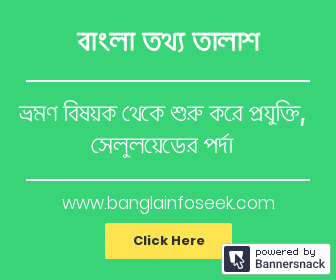 বাংলা তথ্য তালাশ
ভ্রমণ বিষয়ক থেকে শুরু করে প্রযুক্তি,
সেলুলয়েডের পর্দা
www.banglainfoseek.com
Click Here
powered by
Bannersnack